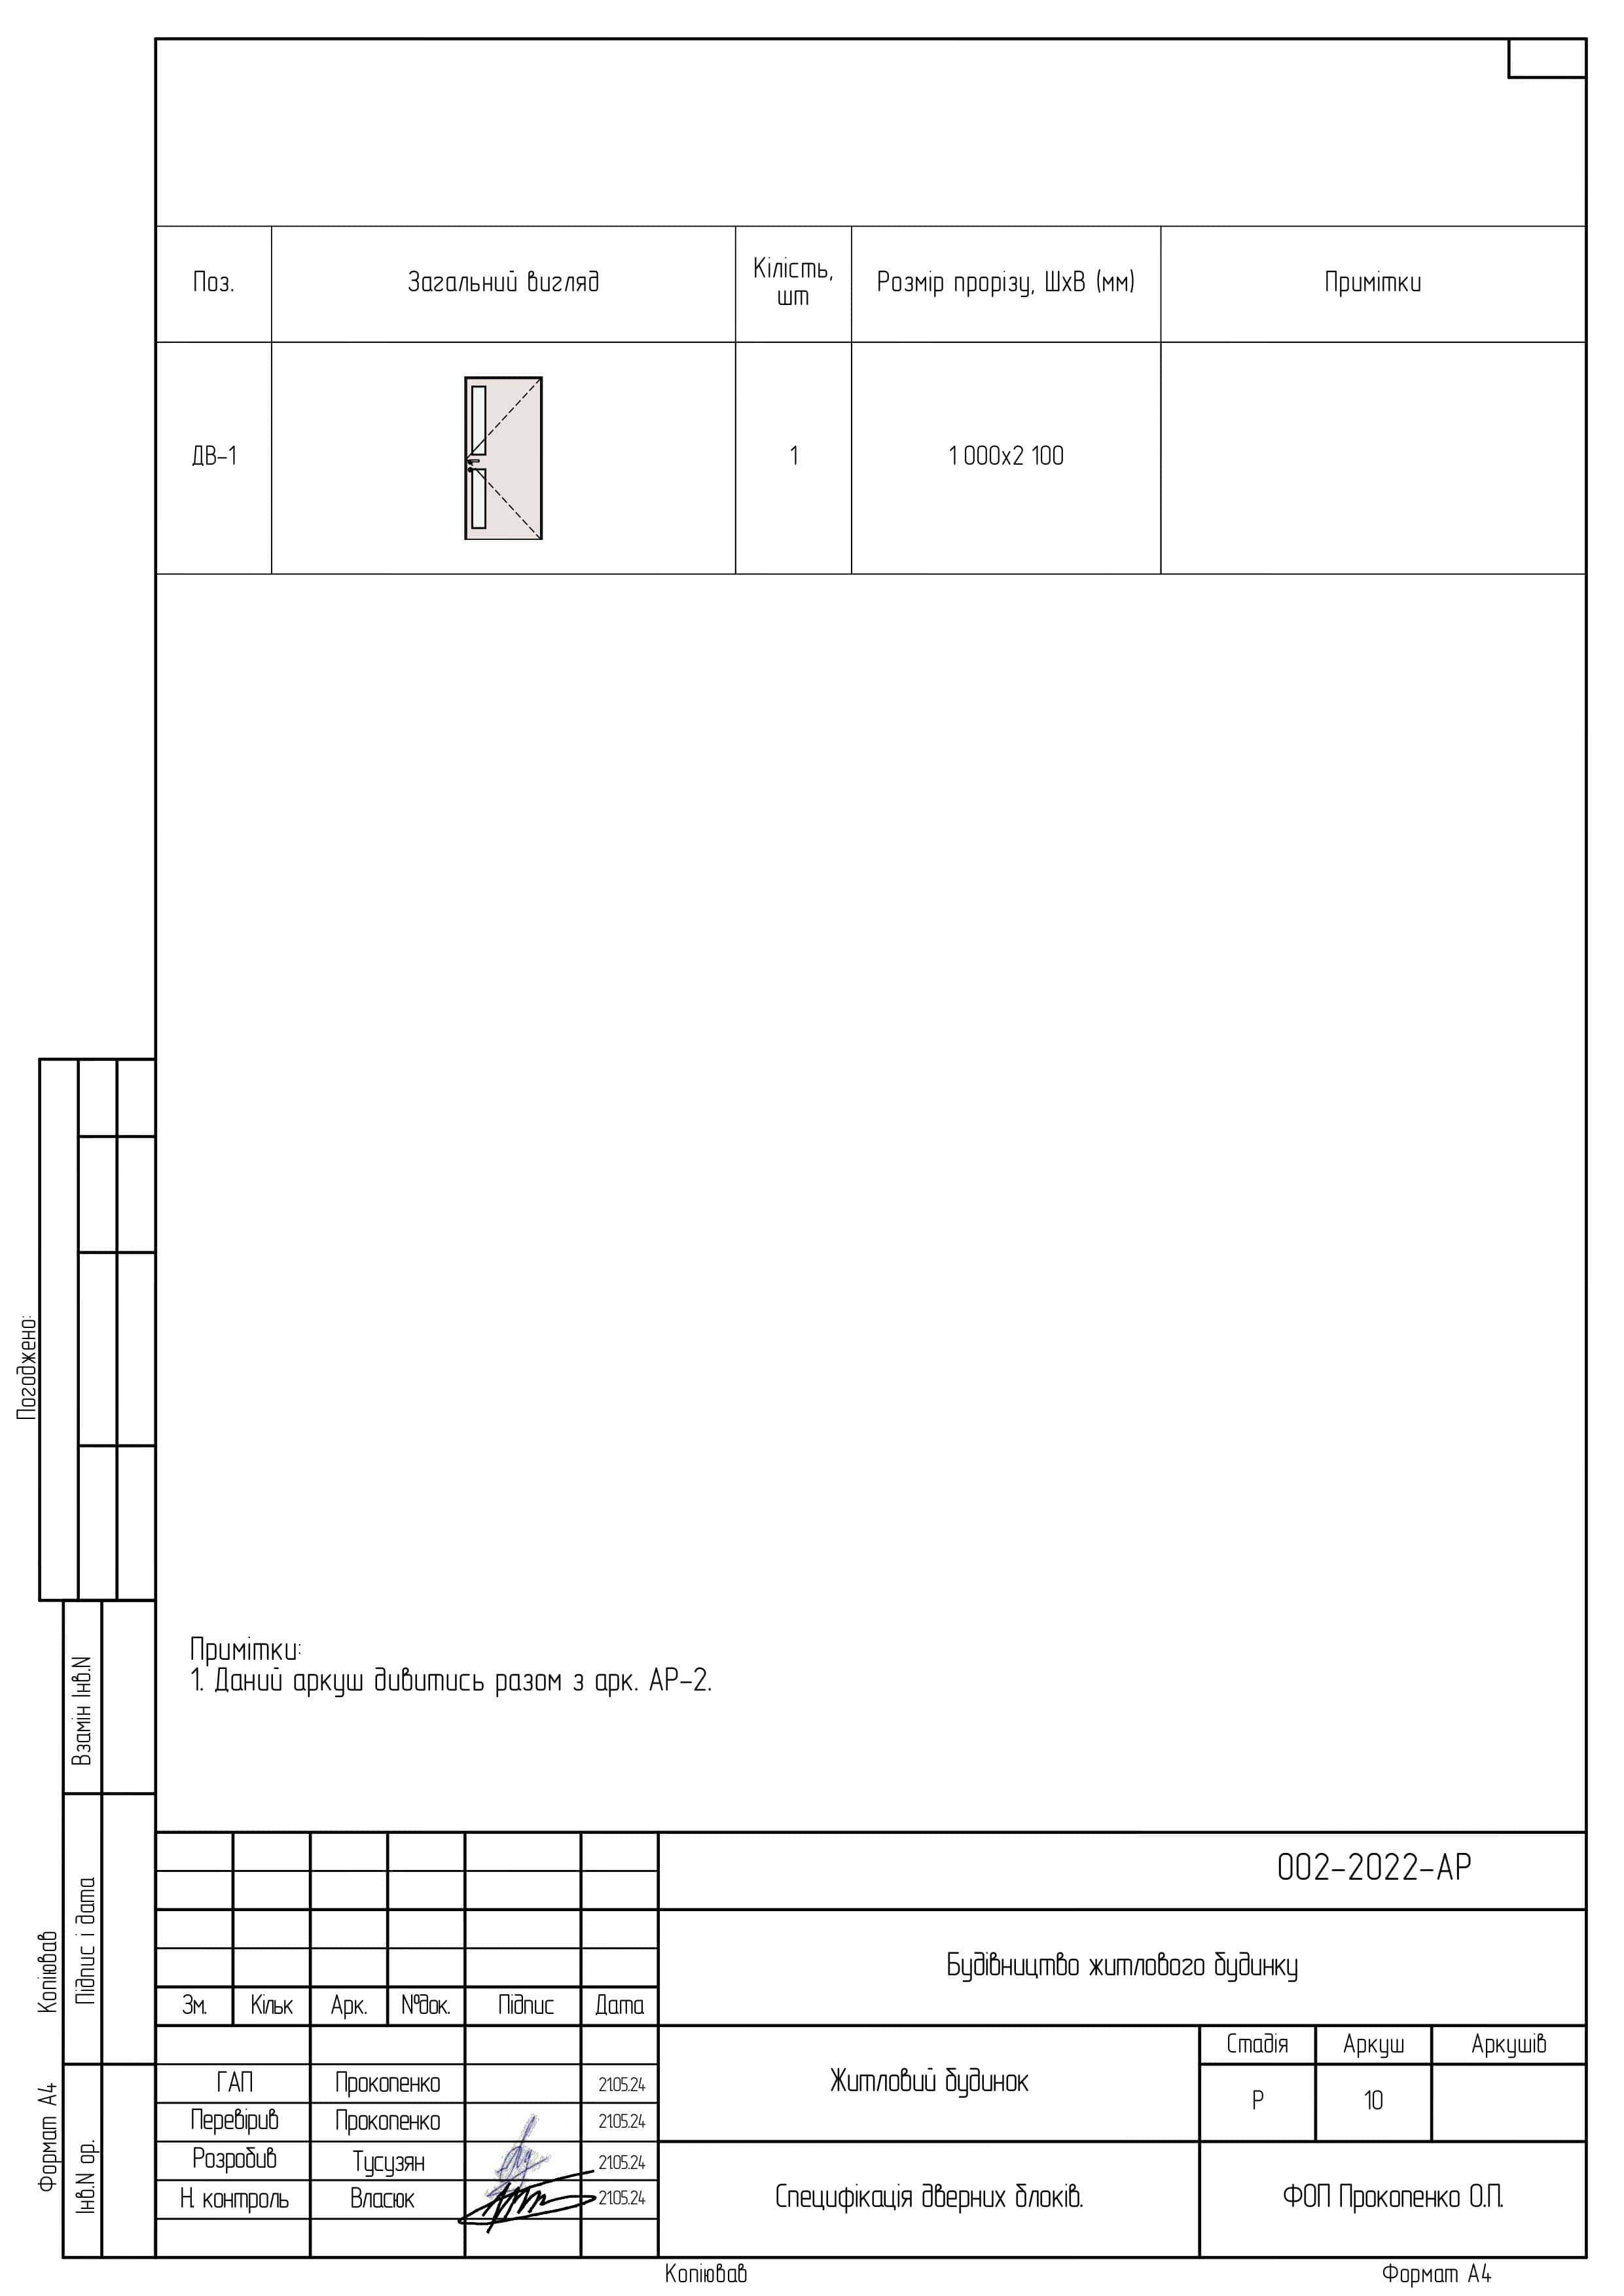 Поз.
Загальний вигляд
Кілість,
шт
Розмір прорізу, ШхВ (мм)
Примітки
ДВ-1
1
1 000х2 100
Погоджено:
Примітки:
1. Даний аркуш дивитись разом з арк. АР-2.
Взамін Інв.N
Підпис і дата
Інв.N ор.
Копіював
Формат А4
002-2022-АР
Будівництво житлового будинку
Зм.
Кільк
Арк.
№док.
Підпис
Дата
Житловий будинок
Стадія
Аркуш
Аркушів
Р
10
ГАП
Прокопенко
21.05.24
Перевірив
Прокопенко
21.05.24
Розробив
Тусузян
21.05.24
Н. контроль
Власюк
21.05.24
Специфікація дверних блоків.
ФОП Прокопенко О.П.
Копіював
Формат А4